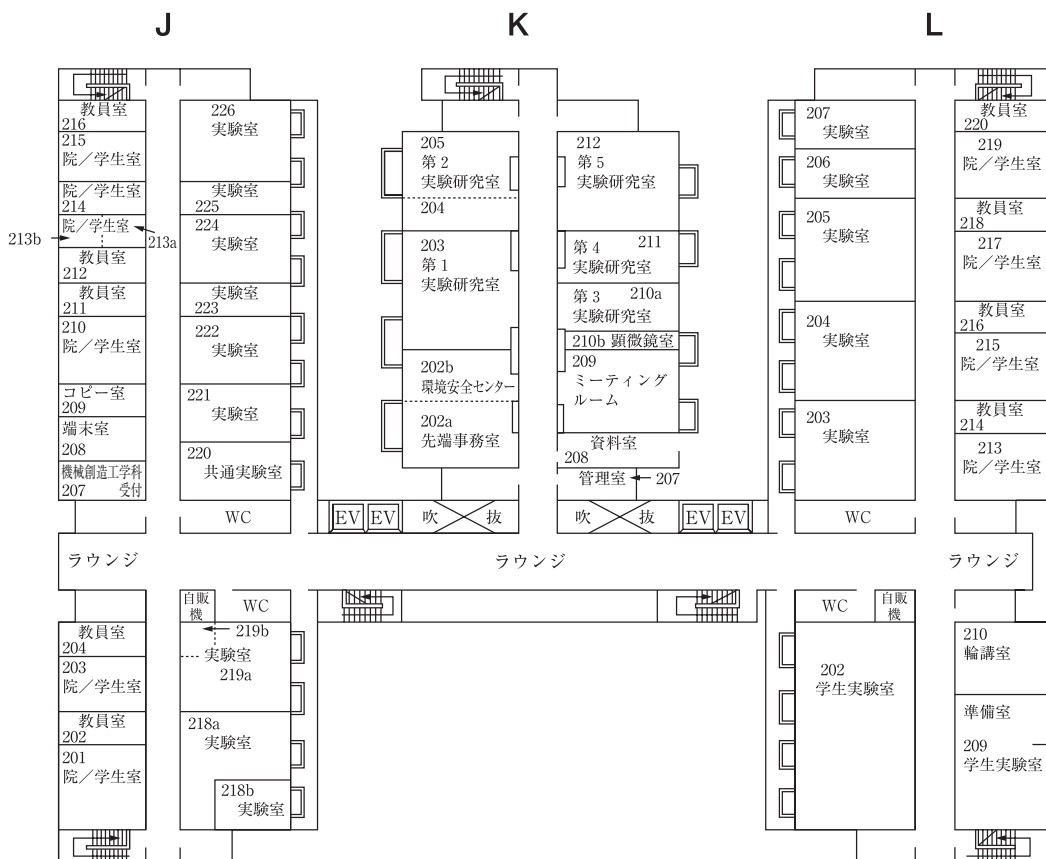 J
K
L
教員室
216
215
院／学生室
院／学生室
214
院／学生室
213b
213a
教員室
212
教員室
211
210
院／学生室
コピー室
209
端末室
208
機械創造工学科
207 受付
226
実験室
実験室
225
224
実験室
実験室
223
222
実験室
221
実験室
220
共通実験室
WC
205
第2
実験研究室
204
203
第1
実験研究室
202b
環境安全センター
202a
先端事務室
212
第5
実験研究室
第4 211
実験研究室
第3 210a
実験研究室
210b 顕微鏡室
209
ミーティング
ルーム
資料室
208
管理室
207
EV EV
吹 抜
吹 抜
EV EV
207
実験室
206
実験室
205
実験室
204
実験室
203
実験室
WC
教員室
220
219
院／学生室
教員室
218
217
院／学生室
教員室
216
215
院／学生室
教員室
214
213
院／学生室
ラウンジ
ラウンジ
ラウンジ
教員室
204
203
院／学生室
教員室
202
201
院／学生室
自販
機
WC
219b
実験室
219a
218a
実験室
218b
実験室
WC
自販
機
202
学生実験室
210
輪講室
準備室
209
学生実験室